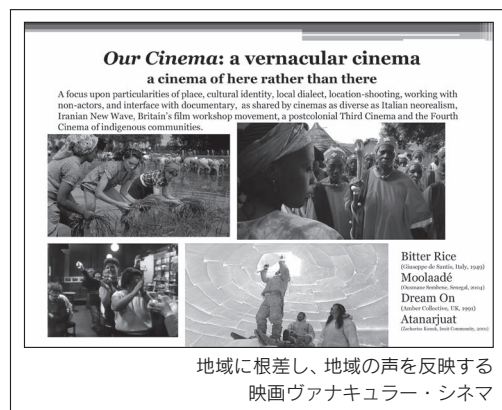 Our Cinema: a vernacular cinema
a cinema of here rather than there
A focus upon particularities of place, cultural identity, local dialect, location-shooting, working with
non-actors, and interface with documentary, as shared by cinemas as diverse as Italian neorealism,
Iranian New Wave, Britain's film workshop movement, a postcolonial Third Cinema and the Fourth
Cinema of indigenous communities.
Bitter Rice
(Giuseppe de Santis, Italy, 1949)
Moolaadé
(Ousmane Sembene, Senegal, 2004)
Dream On
(Amber Collective, UK, 1991)
Atanarjuat
(Zacharias Kunuk, Inuit Community, 2001)
地域に根差し、地域の声を反映する
映画ヴァナキュラー・シネマ